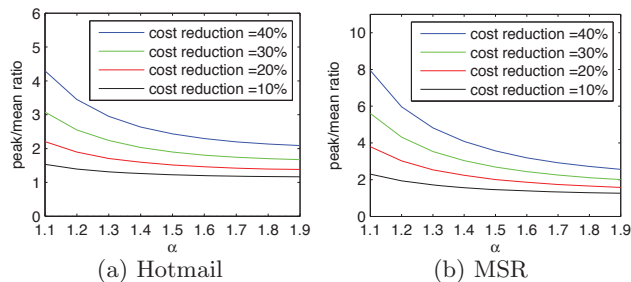 peak/mean ratio
6
5
4
3
2
1
0
cost reduction =40%
cost reduction =30%
cost reduction =20%
cost reduction =10%
1.1 1.2 1.3 1.4 1.5 1.6 1.7 1.8 1.9
α
(a) Hotmail
peak/mean ratio
10
8
6
4
2
0
cost reduction =40%
cost reduction =30%
cost reduction =20%
cost reduction =10%
1.1 1.2 1.3 1.4 1.5 1.6 1.7 1.8 1.9
α
(b) MSR